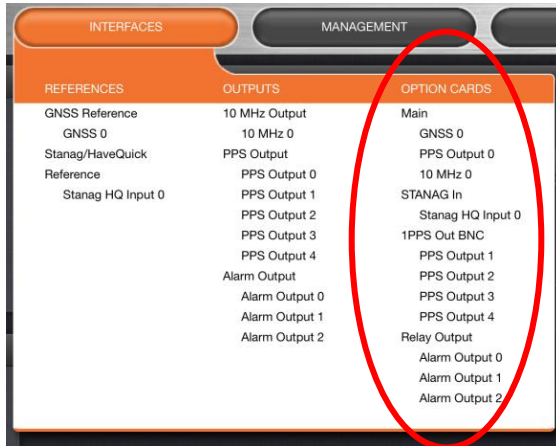 INTERFACES
MANAGEMENT
REFERENCES
GNSS Reference
GNSS 0
Stanag/HaveQuick
Reference
Stanag HQ Input 0
OUTPUTS
10 MHz Output
10 MHz 0
PPS Output
PPS Output 0
PPS Output 1
PPS Output 2
PPS Output 3
PPS Output 4
Alarm Output
Alarm Output 0
Alarm Output 1
Alarm Output 2
OPTION CARDS
Main
GNSS 0
PPS Output 0
10 MHz 0
STANAG In
Stanag HQ Input 0
1PPS Out BNC
PPS Output 1
PPS Output 2
PPS Output 3
PPS Output 4
Relay Output
Alarm Output 0
Alarm Output 1
Alarm Output 2